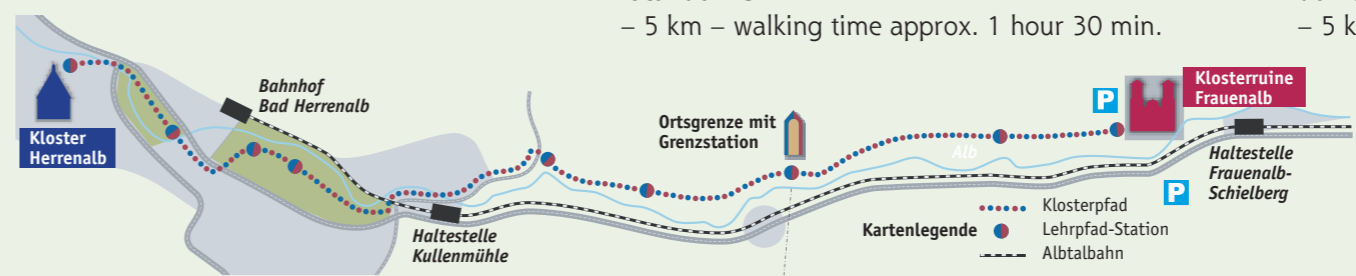 – 5 km – walking time approx. 1 hour 30 min.
– 5 k
Bahnhof
Bad Herrenalb
Kloster
Herrenalb
Haltestelle
Kullenmühle
Ortsgrenze mit
Grenzstation
Alb
P
Klosterruine
Frauenalb
Haltestelle
Frauenalb-
Schielberg
P
Kartenlegende
Klosterpfad
Lehrpfad-Station
Albtalbahn